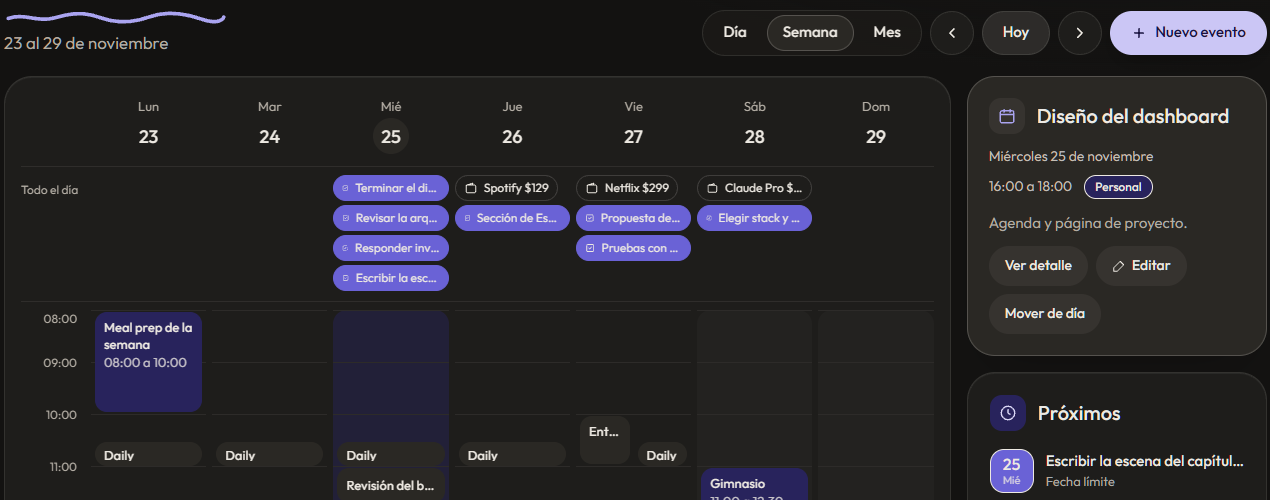 23 al 29 de noviembre
Día Semana Mes Hoy + Nuevo evento
Lun Mar Mié Jue Vie Sáb Dom
23 24 25 26 27 28 29
Todo el día
Terminar el di... Spotify $129 Netflix $299 Claude Pro $...
Revisar la arq... Sección de Es... Propuesta de... Elegir stack y ...
Responder inv... Pruebas con ...
Escribir la esc...
08:00
Meal prep de la
semana
08:00 a 10:00
09:00
10:00
Ent...
Daily Daily Daily Daily Daily
11:00
Revisión del b...
Gimnasio
11:00 a 12:30
Diseño del dashboard
Miércoles 25 de noviembre
16:00 a 18:00 Personal
Agenda y página de proyecto.
Ver detalle Editar
Mover de día
Próximos
25
Mié
Escribir la escena del capítul...
Fecha límite